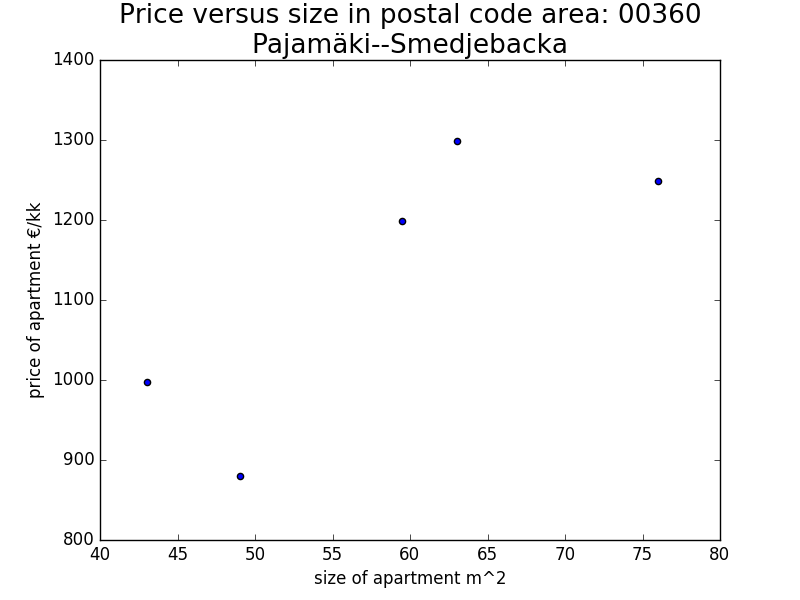 Price versus size in postal code area: 00360
Pajamäki--Smedjebacka
1400
1300
1200
1100
1000
900
800
price of apartment €/kk
40 45 50 55 60 65 70 75 80
size of apartment m^2